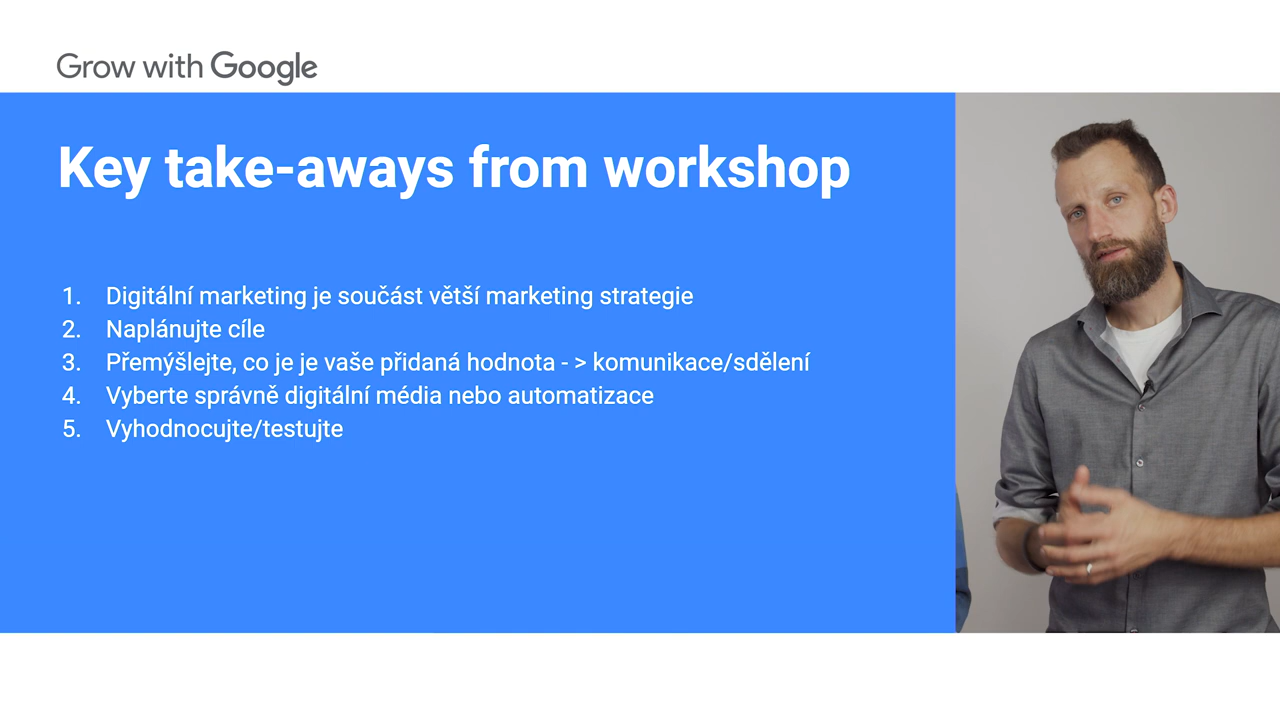 Grow with Google
Key take-aways from workshop
1. Digitální marketing je součást větší marketing strategie
2. Naplánujte cíle
3. Přemýšlejte, co je je vaše přidaná hodnota - > komunikace/sdělení
4. Vyberte správně digitální média nebo automatizace
5. Vyhodnocujte/testujte